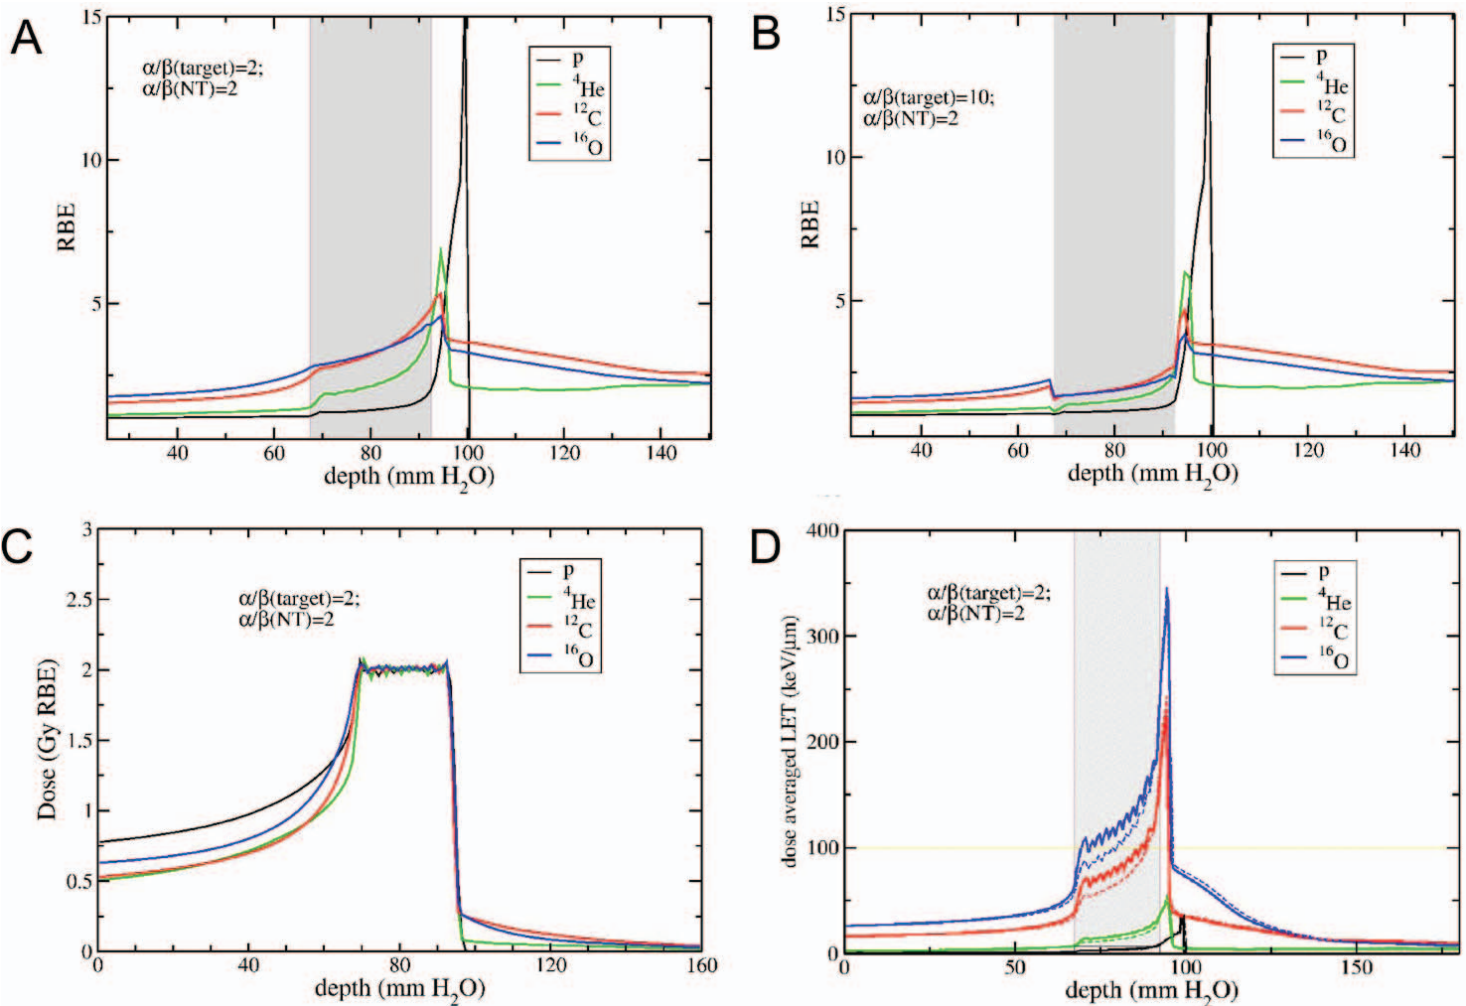 A
15
10
5
RBE
α/β(target)=2;
α/β(NT)=2
p
⁴He
¹²C
¹⁶O
40 60 80 100 120 140
depth (mm H₂O)
B
15
10
5
RBE
α/β(target)=10;
α/β(NT)=2
p
⁴He
¹²C
¹⁶O
40 60 80 100 120 140
depth (mm H₂O)
C
3
2.5
2
1.5
1
0.5
0
Dose (Gy RBE)
α/β(target)=2;
α/β(NT)=2
p
⁴He
¹²C
¹⁶O
0 40 80 120 160
depth (mm H₂O)
D
400
300
200
100
0
dose averaged LET (keV/μm)
α/β(target)=2;
α/β(NT)=2
p
⁴He
¹²C
¹⁶O
0 50 100 150
depth (mm H₂O)